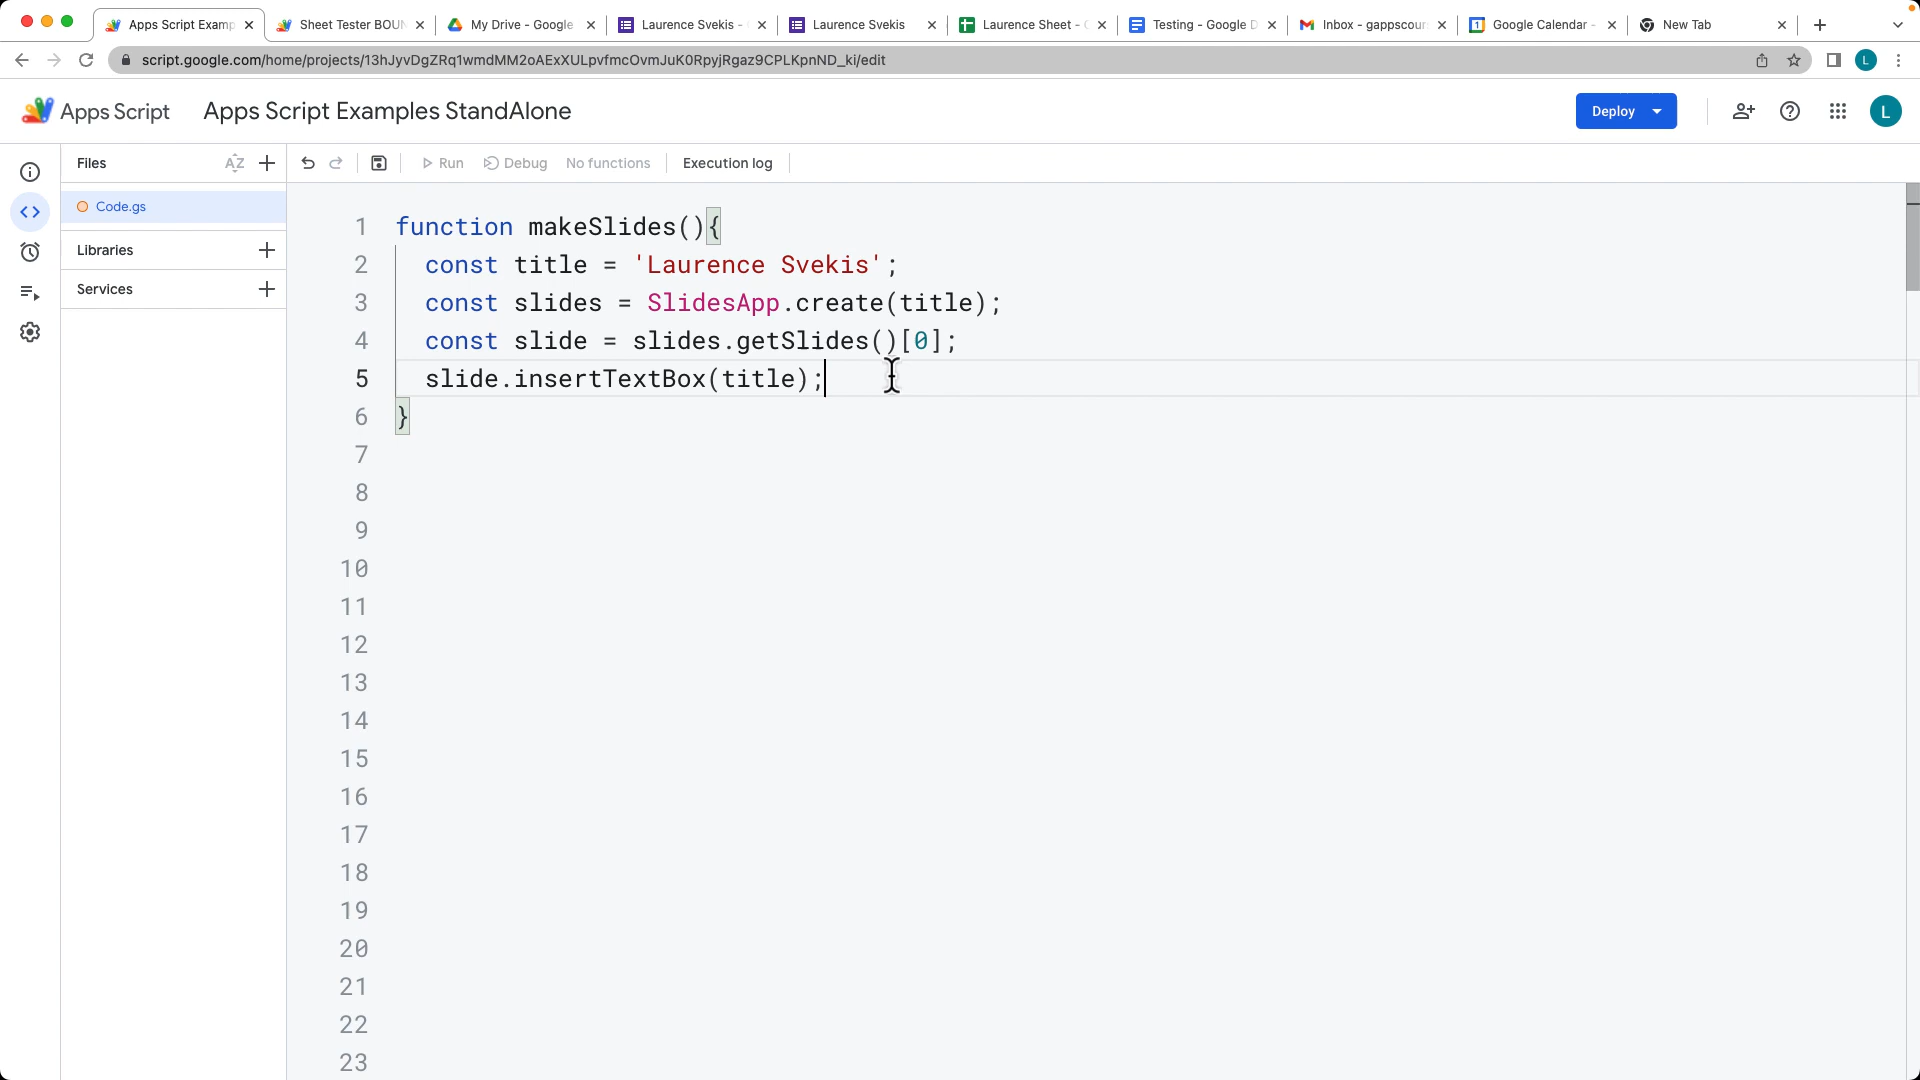 Apps Script Examp
Sheet Tester BOUN
My Drive - Google
Laurence Svekis -
Laurence Svekis
Laurence Sheet -
Testing - Google D
Inbox - gappscour
Google Calendar -
New Tab
script.google.com/home/projects/13hJyvDgZRq1wmdMM2oAExXULpvfmcOvmJuK0RpyjRgaz9CPLKpnND_ki/edit
L
Apps Script
Apps Script Examples StandAlone
Deploy
L
Files
AZ
Run
Debug
No functions
Execution log
Code.gs
Libraries
Services
1 function makeSlides(){
2 const title = 'Laurence Svekis';
3 const slides = SlidesApp.create(title);
4 const slide = slides.getSlides()[0];
5 slide.insertTextBox(title);
6 }
7
8
9
10
11
12
13
14
15
16
17
18
19
20
21
22
23